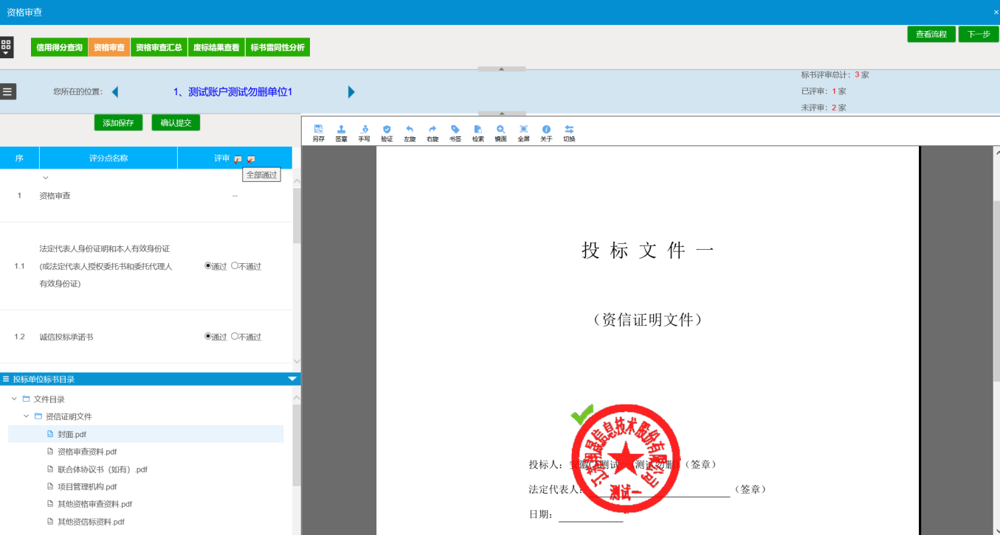 资格审查
×
查看流程 下一步
信用得分查询 资格审查 资格审查汇总 废标结果查看 标书雷同性分析
标书评审总计：3 家
您所在的位置： 1、测试账户测试勿删单位1
已评审：1 家
未评审：2 家
添加保存 确认提交
另存 签章 手写 验证 左旋 右旋 书签 检索 镜面 全屏 关于 切换
序 评分点名称 评审
全部通过
1 资格审查 --
1.1 法定代表人身份证明和本人有效身份证
(或法定代表人授权委托书和委托代理人
有效身份证)
通过 不通过
1.2 诚信投标承诺书 通过 不通过
投标单位标书目录
文件目录
资信证明文件
封面.pdf
资格审查资料.pdf
联合体协议书（如有）.pdf
项目管理机构.pdf
其他资格审查资料.pdf
其他资信标资料.pdf
投 标 文 件 一
（资信证明文件）
投标人：安徽CA测试一(测试勿删)（签章）
法定代表人： （签章）
日期：
信息技术股份有限公司
测试一